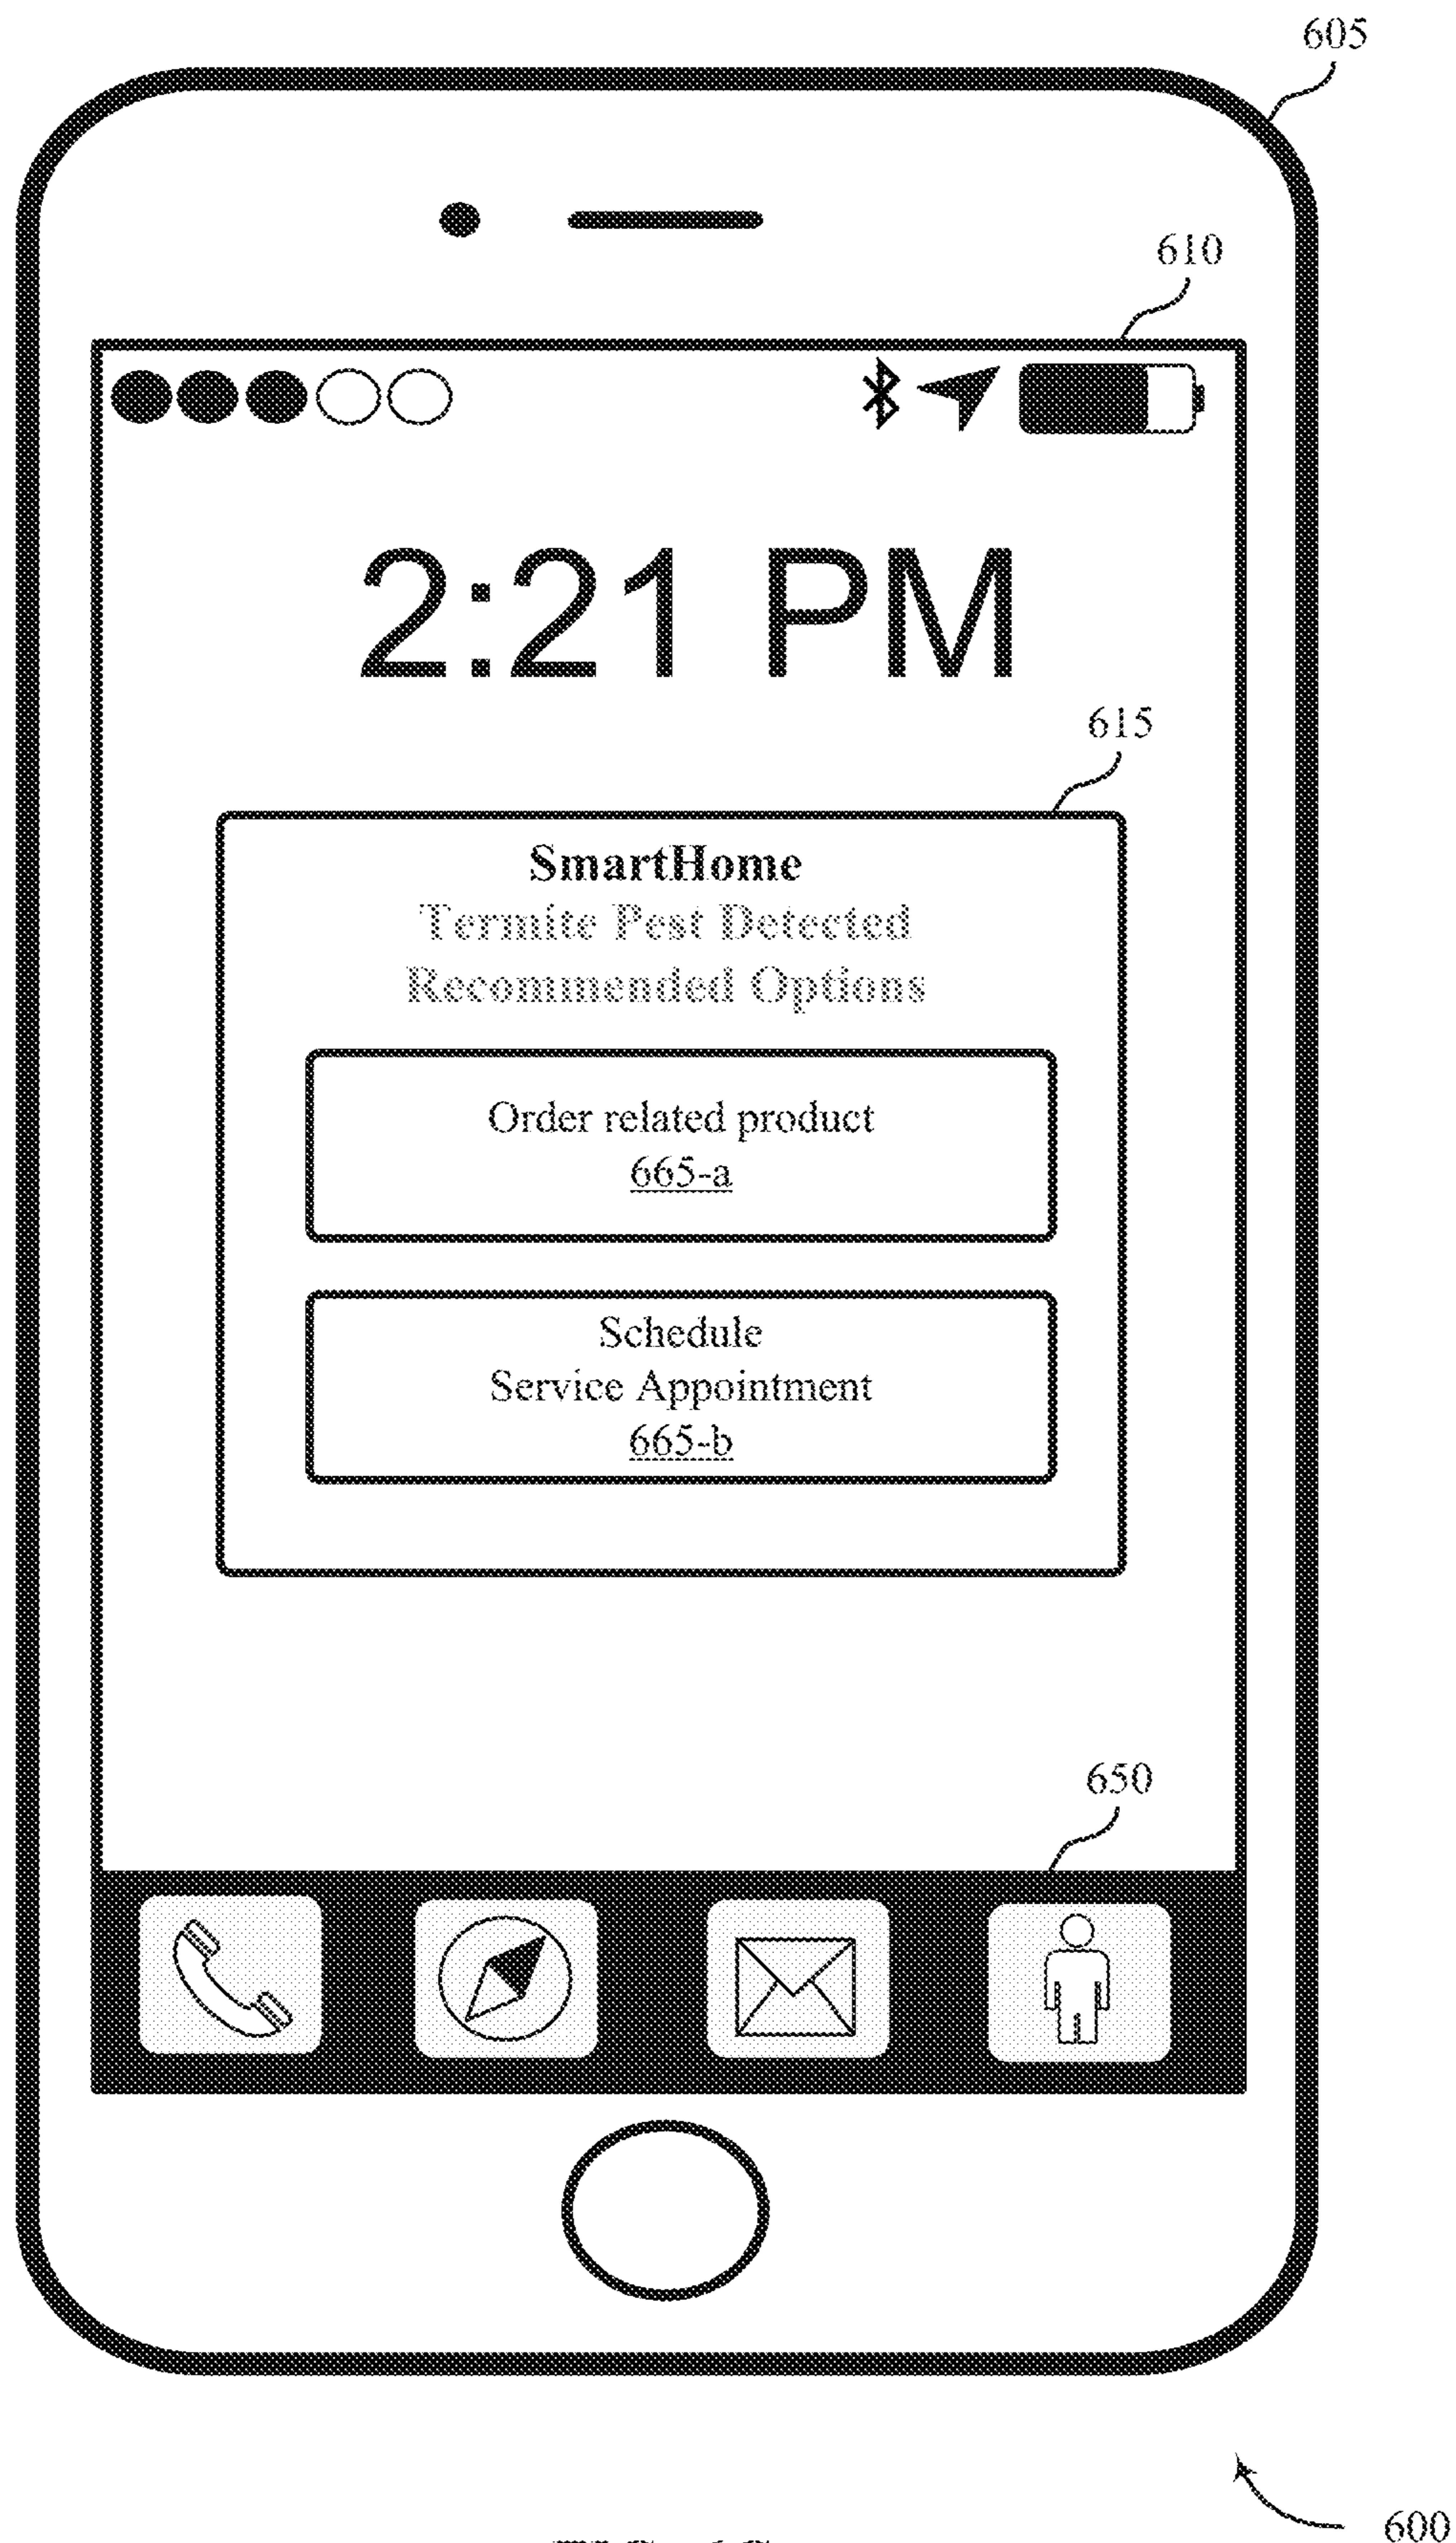 605
610
2:21 PM
615
SmartHome
Termite Pest Detected
Recommended Options
Order related product
665-a
Schedule
Service Appointment
665-b
650
600